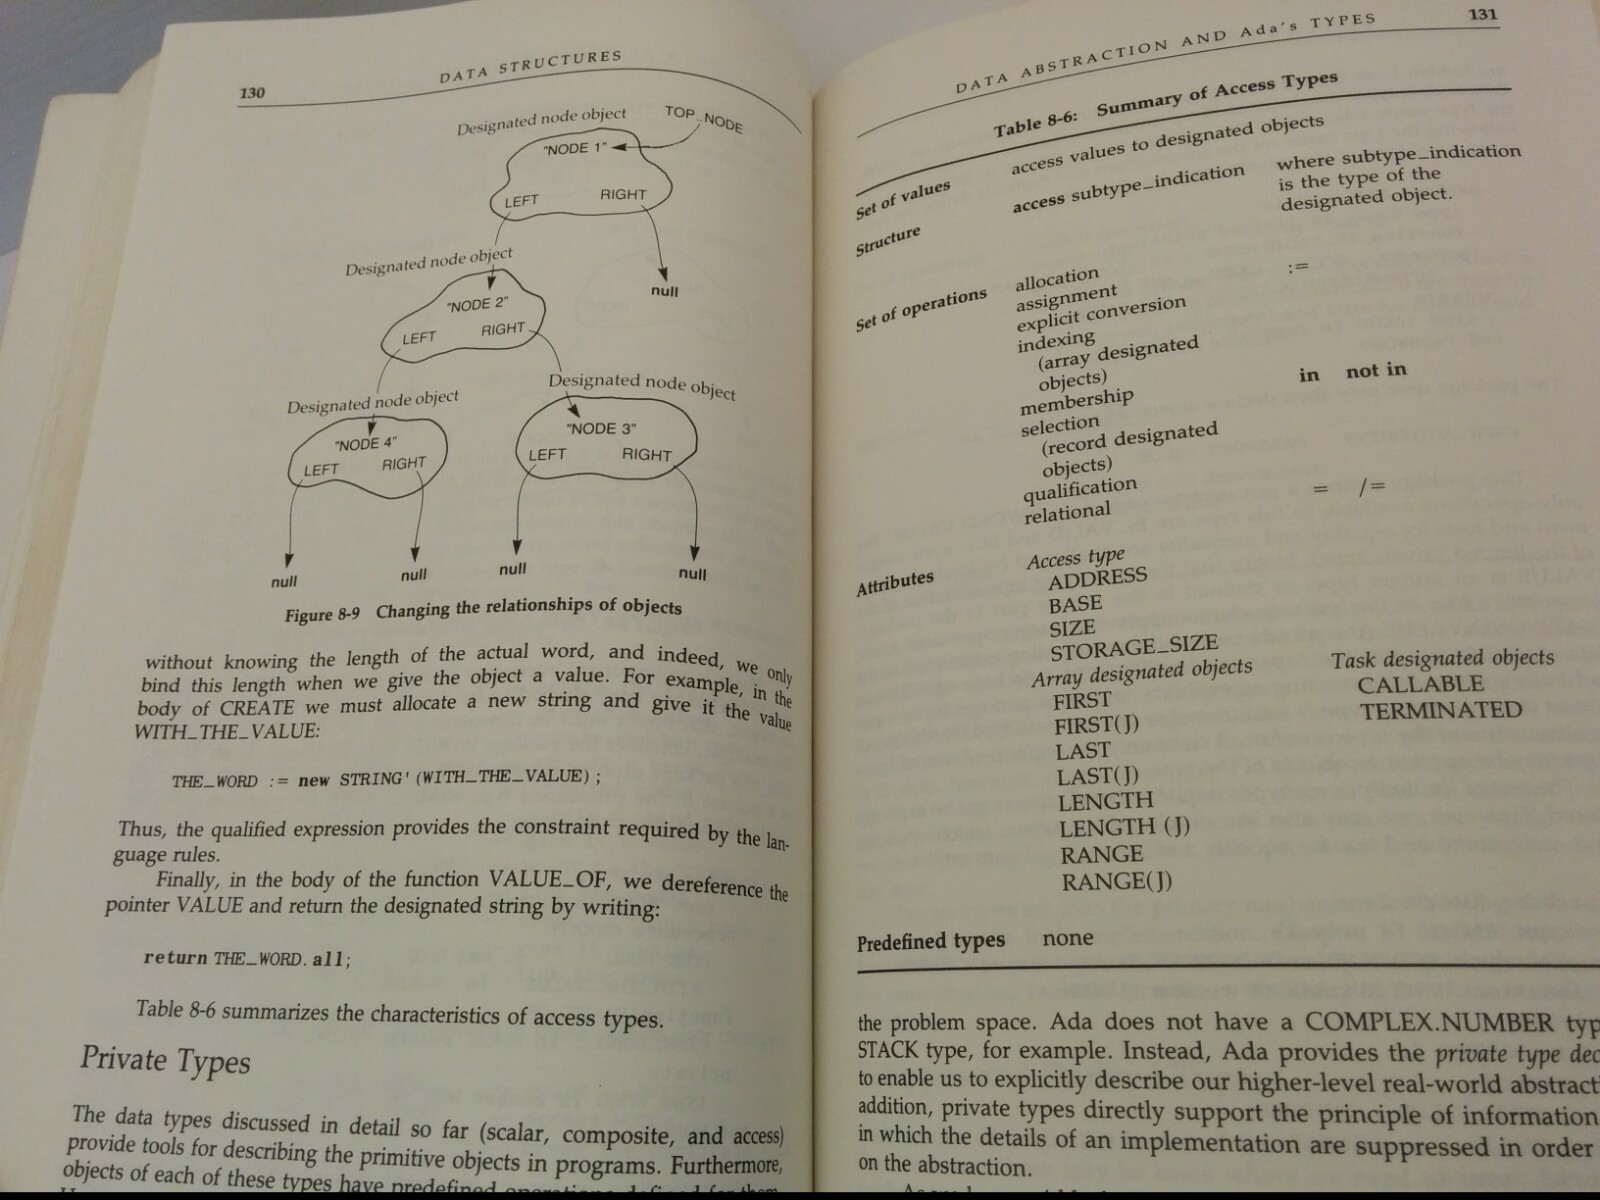 130
DATA STRUCTURES
Designated node object
TOP_NODE
"NODE 1"
LEFT RIGHT
Designated node object
null
"NODE 2"
LEFT RIGHT
Designated node object
Designated node object
"NODE 4"
LEFT RIGHT
"NODE 3"
LEFT RIGHT
null null null null
Figure 8-9 Changing the relationships of objects
without knowing the length of the actual word, and indeed, we only
bind this length when we give the object a value. For example, in the
body of CREATE we must allocate a new string and give it the value
WITH_THE_VALUE:
THE_WORD := new STRING'(WITH_THE_VALUE);
Thus, the qualified expression provides the constraint required by the lan-
guage rules.
Finally, in the body of the function VALUE_OF, we dereference the
pointer VALUE and return the designated string by writing:
return THE_WORD.all;
Table 8-6 summarizes the characteristics of access types.
Private Types
The data types discussed in detail so far (scalar, composite, and access)
provide tools for describing the primitive objects in programs. Furthermore,
objects of each of these types have predefined operations defined for them.
DATA ABSTRACTION AND Ada's TYPES
131
Table 8-6: Summary of Access Types
Set of values access values to designated objects
Structure access subtype_indication where subtype_indication
is the type of the
designated object.
Set of operations allocation
assignment :=
explicit conversion
indexing
(array designated
objects)
membership in not in
selection
(record designated
objects)
qualification
relational = /=
Attributes Access type
ADDRESS
BASE
SIZE
STORAGE_SIZE
Array designated objects Task designated objects
FIRST CALLABLE
FIRST(J) TERMINATED
LAST
LAST(J)
LENGTH
LENGTH (J)
RANGE
RANGE(J)
Predefined types none
the problem space. Ada does not have a COMPLEX.NUMBER typ
STACK type, for example. Instead, Ada provides the private type dec
to enable us to explicitly describe our higher-level real-world abstract
addition, private types directly support the principle of information
in which the details of an implementation are suppressed in order
on the abstraction.